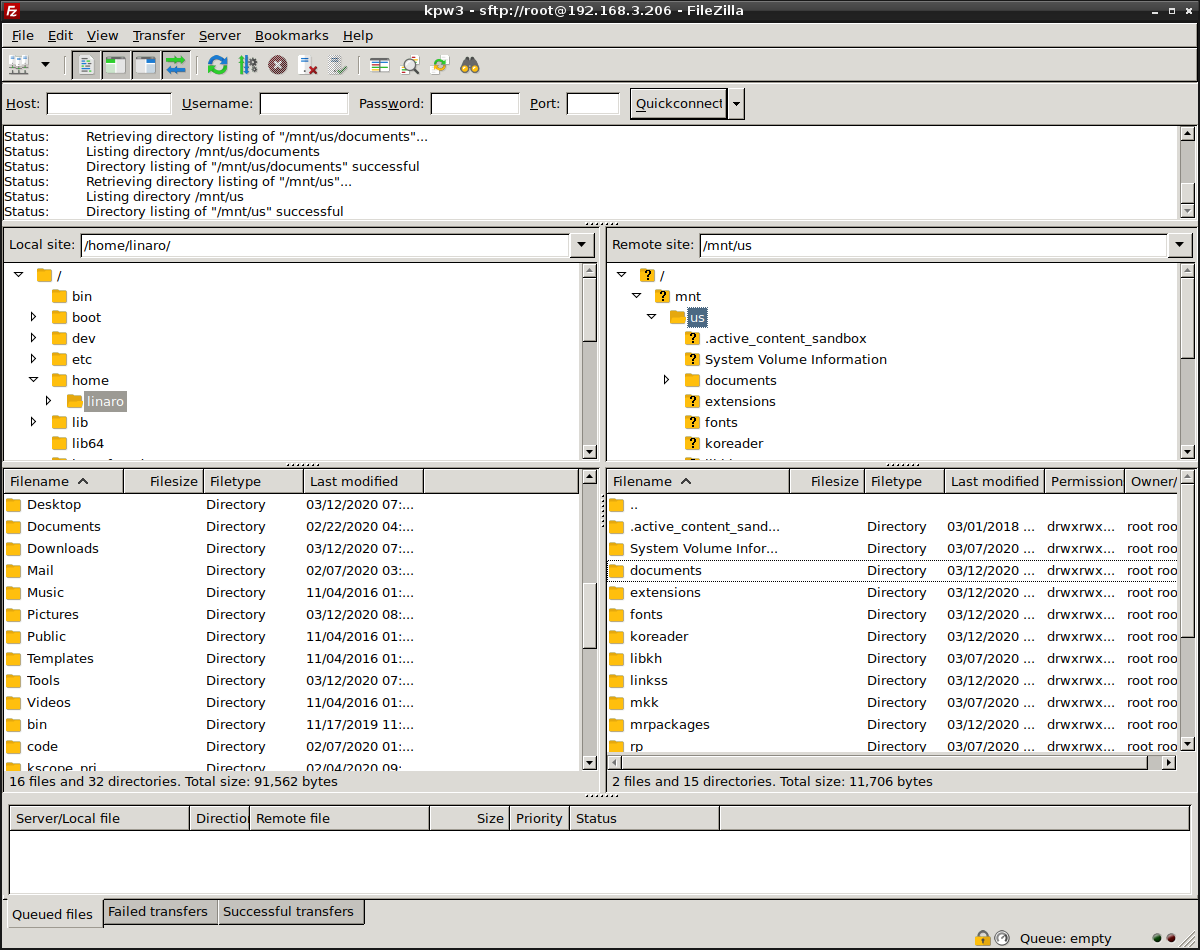 kpw3 - sftp://root@192.168.3.206 - FileZilla
File Edit View Transfer Server Bookmarks Help
Host: Username: Password: Port: Quickconnect
Status: Retrieving directory listing of "/mnt/us/documents"...
Status: Listing directory /mnt/us/documents
Status: Directory listing of "/mnt/us/documents" successful
Status: Retrieving directory listing of "/mnt/us"...
Status: Listing directory /mnt/us
Status: Directory listing of "/mnt/us" successful
Local site: /home/linaro/
/
bin
boot
dev
etc
home
linaro
lib
lib64
Remote site: /mnt/us
/
mnt
us
.active_content_sandbox
System Volume Information
documents
extensions
fonts
koreader
Filename Filesize Filetype Last modified
Desktop Directory 03/12/2020 07:...
Documents Directory 02/22/2020 04:...
Downloads Directory 03/12/2020 07:...
Mail Directory 02/07/2020 03:...
Music Directory 11/04/2016 01:...
Pictures Directory 03/12/2020 08:...
Public Directory 11/04/2016 01:...
Templates Directory 11/04/2016 01:...
Tools Directory 03/12/2020 07:...
Videos Directory 11/04/2016 01:...
bin Directory 11/17/2019 11:...
code Directory 02/07/2020 01:...
kscope_prj Directory 02/04/2020 09:...
16 files and 32 directories. Total size: 91,562 bytes
Filename Filesize Filetype Last modified Permission Owner/
..
.active_content_sand... Directory 03/01/2018 ... drwxrwx... root roo
System Volume Infor... Directory 03/07/2020 ... drwxrwx... root roo
documents Directory 03/12/2020 ... drwxrwx... root roo
extensions Directory 03/12/2020 ... drwxrwx... root roo
fonts Directory 03/12/2020 ... drwxrwx... root roo
koreader Directory 03/12/2020 ... drwxrwx... root roo
libkh Directory 03/07/2020 ... drwxrwx... root roo
linkss Directory 03/12/2020 ... drwxrwx... root roo
mkk Directory 03/07/2020 ... drwxrwx... root roo
mrpackages Directory 03/12/2020 ... drwxrwx... root roo
rp Directory 03/07/2020 ... drwxrwx... root roo
2 files and 15 directories. Total size: 11,706 bytes
Server/Local file Direction Remote file Size Priority Status
Queued files Failed transfers Successful transfers
Queue: empty